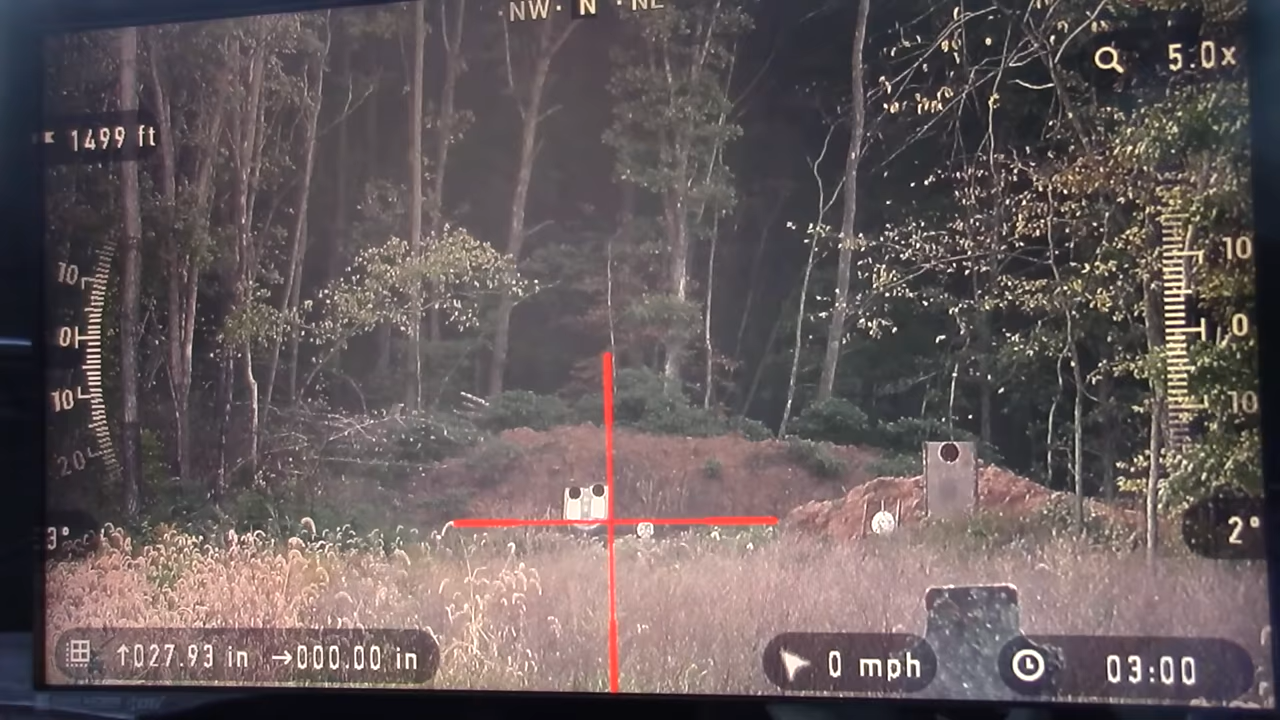 ·NW· N ·NE
5.0x
1499 ft
10
0
10
20
10
0
10
3°
2°
↑027.93 in →000.00 in
0 mph
03:00